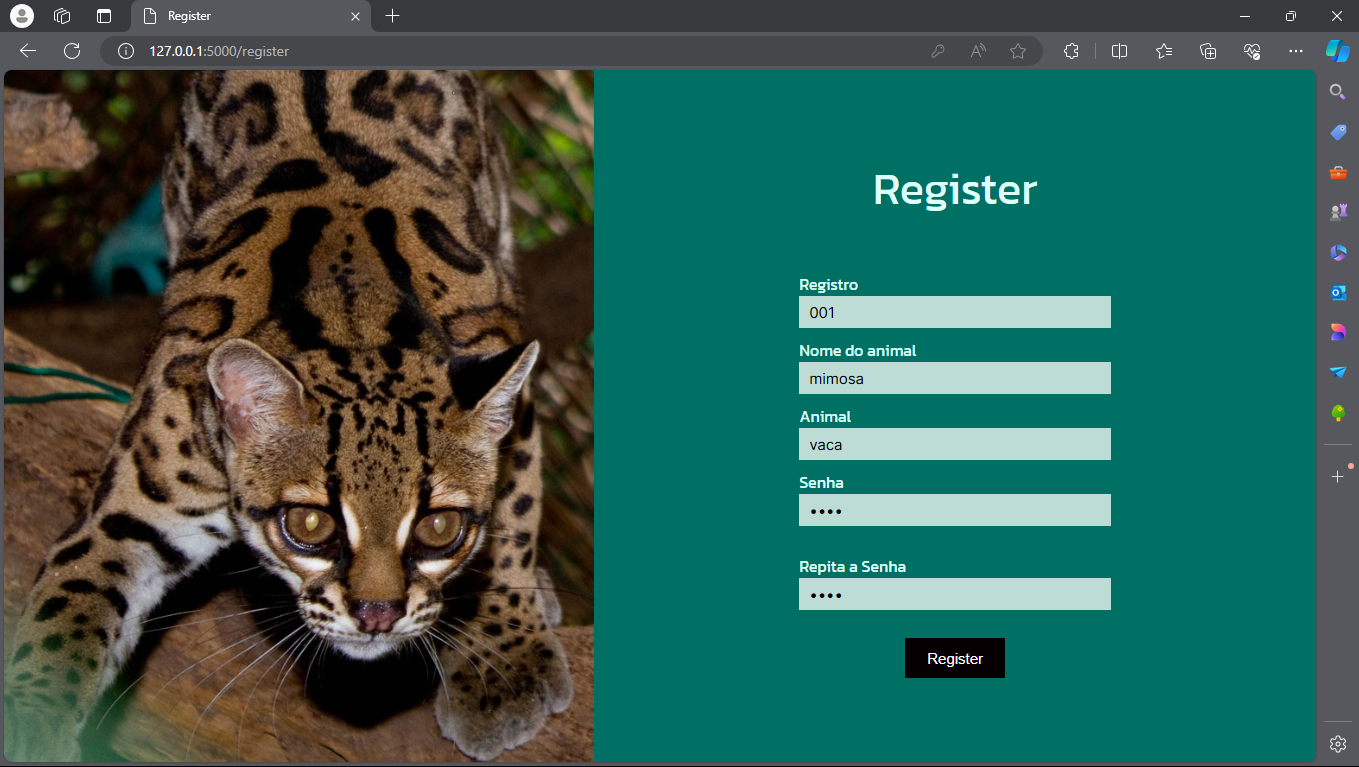 Register
127.0.0.1:5000/register
Register
Registro
001
Nome do animal
mimosa
Animal
vaca
Senha
••••
Repita a Senha
••••
Register